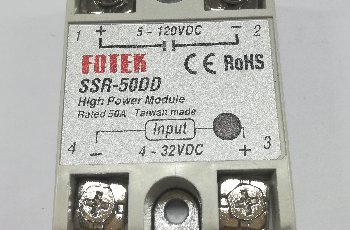 1 + 5 - 120VDC - 2
FOTEK CE RoHS
SSR-50DD
High Power Module
Rated 50A Taiwan made
Input
4 - 4 - 32VDC + 3